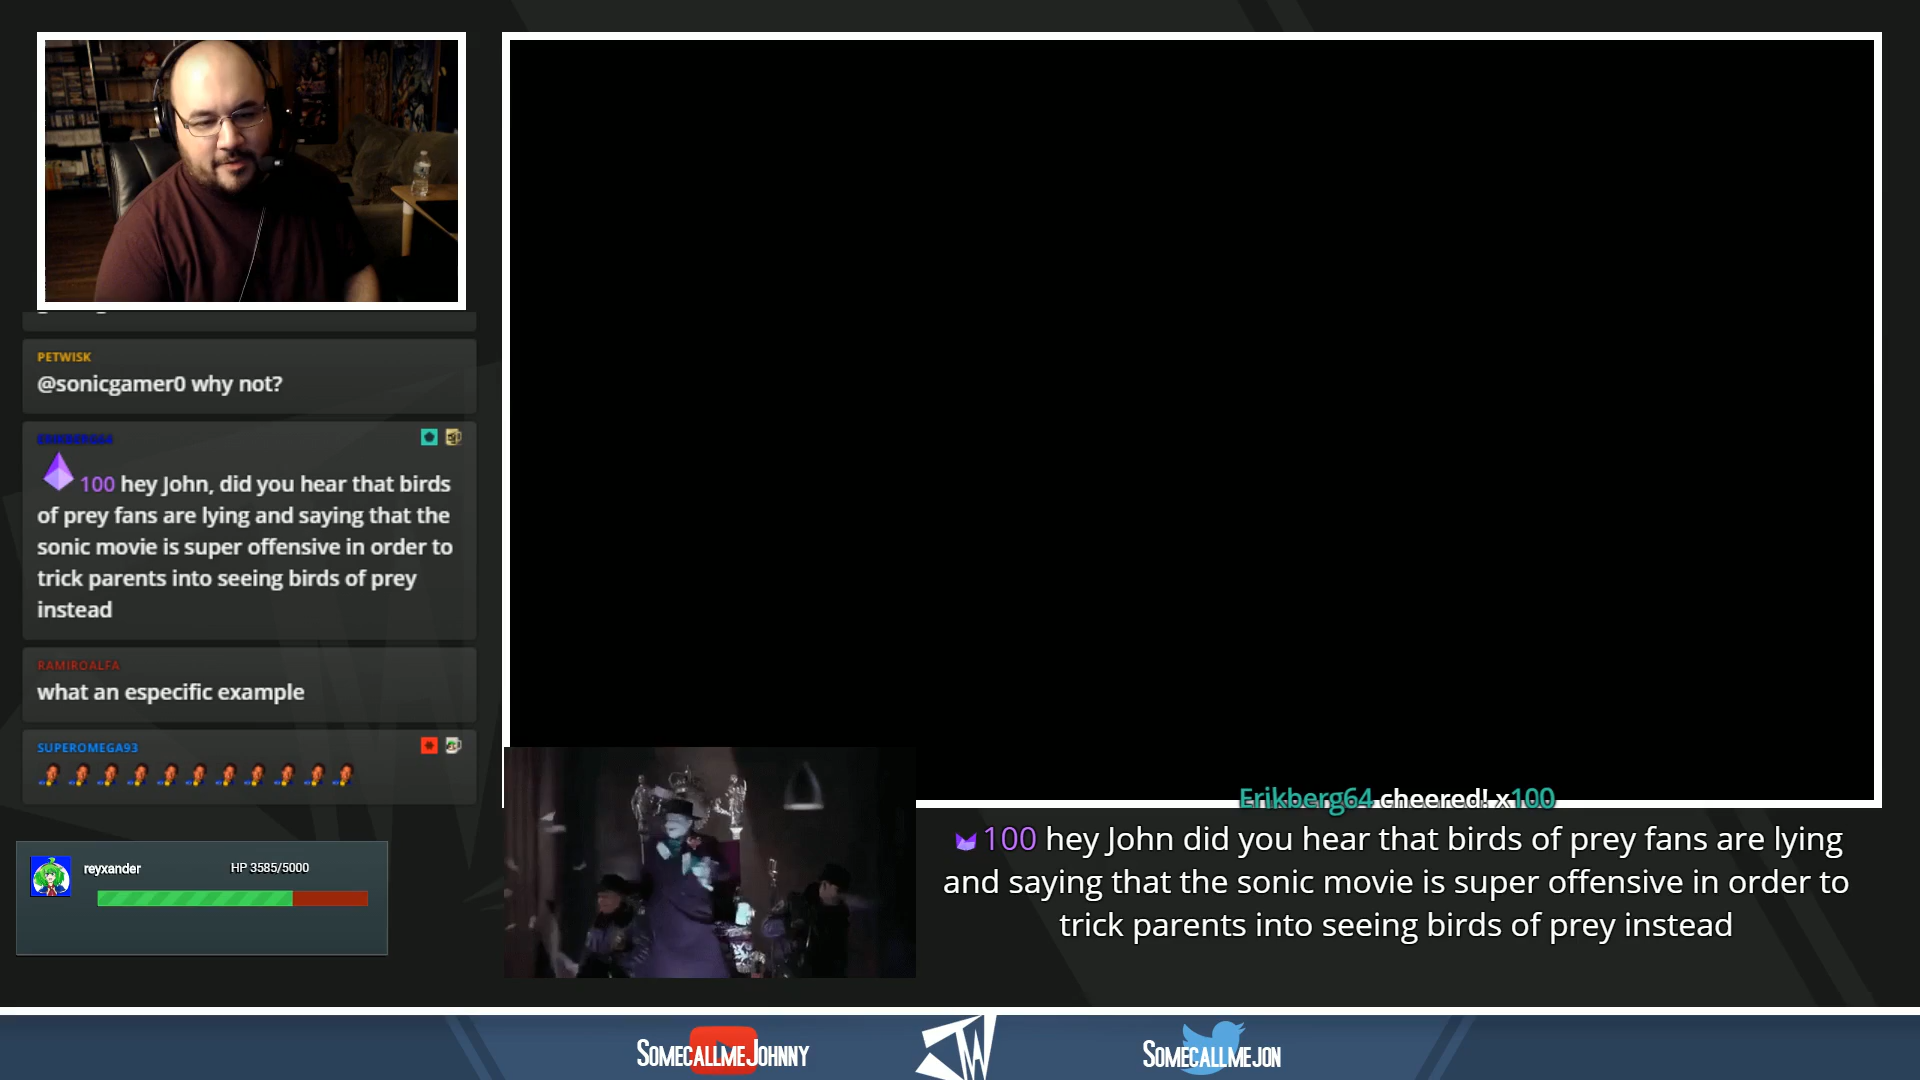 PETWISK
@sonicgamer0 why not?
ERIKBERG64
100 hey John, did you hear that birds
of prey fans are lying and saying that the
sonic movie is super offensive in order to
trick parents into seeing birds of prey
instead
RAMIROALFA
what an especific example
SUPEROMEGA93
reyxander
HP 3585/5000
Erikberg64 cheered! x100
100 hey John did you hear that birds of prey fans are lying
and saying that the sonic movie is super offensive in order to
trick parents into seeing birds of prey instead
SOMECALLMEJOHNNY
SOMECALLMEJON